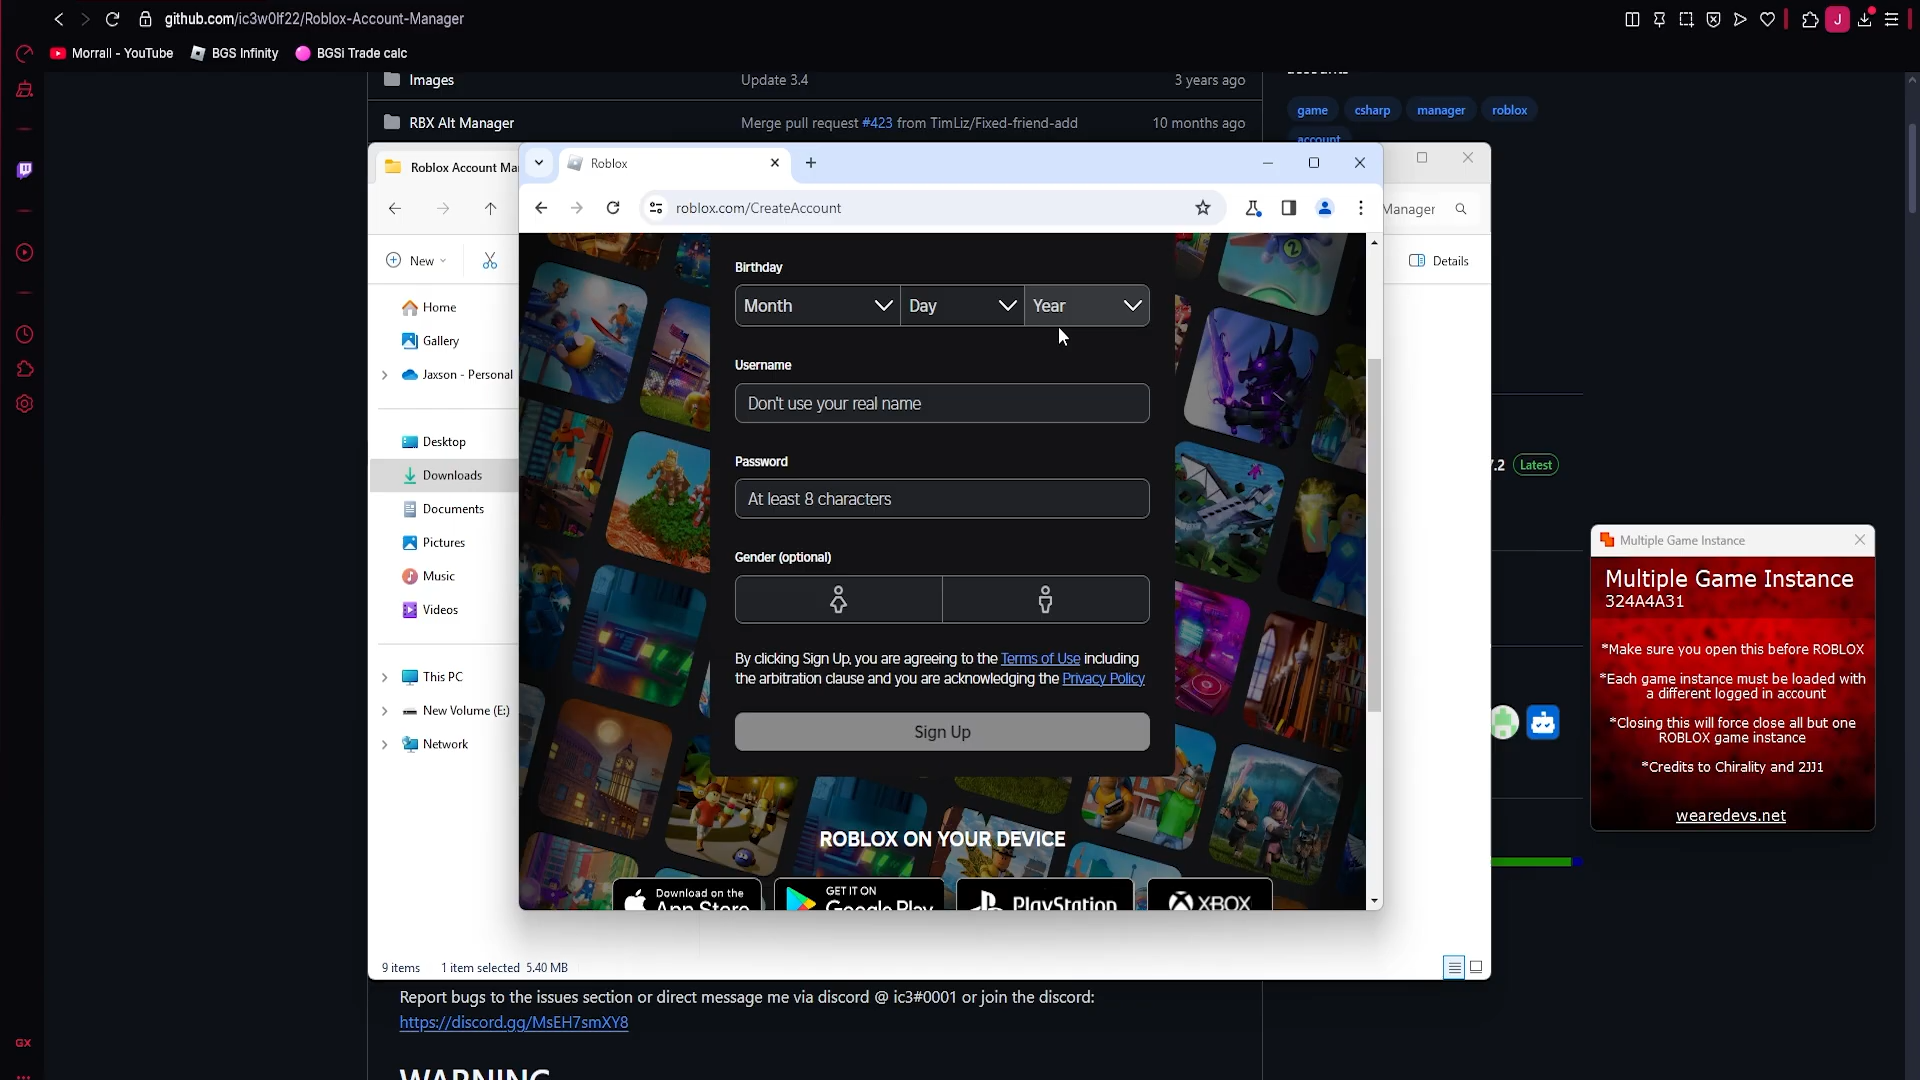 github.com/ic3w0lf22/Roblox-Account-Manager
J
Morrall - YouTube
BGS Infinity
BGSi Trade calc
Images
Update 3.4
3 years ago
RBX Alt Manager
Merge pull request #423 from TimLiz/Fixed-friend-add
10 months ago
game
csharp
manager
roblox
account
Roblox Account Ma
Roblox
roblox.com/CreateAccount
Manager
New
Details
Home
Gallery
Jaxson - Personal
Desktop
Downloads
Documents
Pictures
Music
Videos
This PC
New Volume (E:)
Network
Birthday
Month
Day
Year
Username
Don't use your real name
Password
At least 8 characters
Gender (optional)
By clicking Sign Up, you are agreeing to the Terms of Use including
the arbitration clause and you are acknowledging the Privacy Policy
Sign Up
ROBLOX ON YOUR DEVICE
Download on the
App Store
GET IT ON
Google Play
PlayStation
XBOX
7.2
Latest
Multiple Game Instance
Multiple Game Instance
324A4A31
*Make sure you open this before ROBLOX
*Each game instance must be loaded with
a different logged in account
*Closing this will force close all but one
ROBLOX game instance
*Credits to Chirality and 2JJ1
wearedevs.net
9 items
1 item selected 5.40 MB
Report bugs to the issues section or direct message me via discord @ ic3#0001 or join the discord:
https://discord.gg/MsEH7smXY8
WARNING
GX